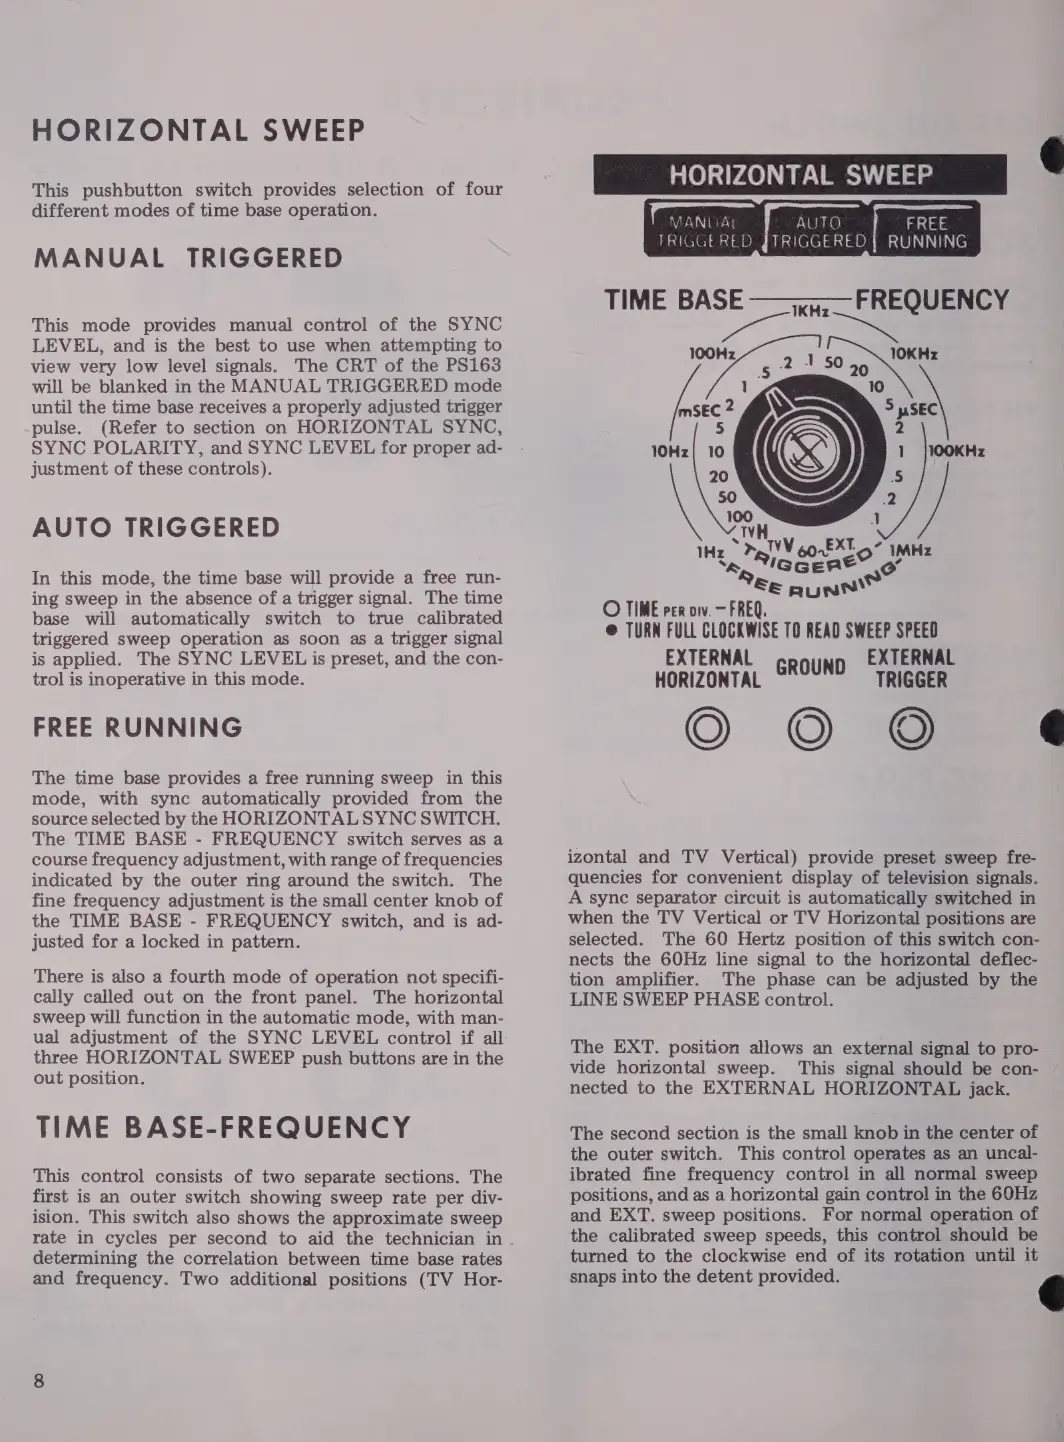 HORIZONTAL SWEEP
This pushbutton switch provides selection of four
different modes of time base operation.
MANUAL TRIGGERED
This mode provides manual control of the SYNC
LEVEL, and is the best to use when attempting to
view very low level signals. The CRT of the PS163
will be blanked in the MANUAL TRIGGERED mode
until the time base receives a properly adjusted trigger
pulse. (Refer to section on HORIZONTAL SYNC,
SYNC POLARITY, and SYNC LEVEL for proper ad-
justment of these controls).
AUTO TRIGGERED
In this mode, the time base will provide a free run-
ing sweep in the absence of a trigger signal. The time
base will automatically switch to true calibrated
triggered sweep operation as soon as a trigger signal
is applied. The SYNC LEVEL is preset, and the con-
trol is inoperative in this mode.
FREE RUNNING
The time base provides a free running sweep in this
mode, with sync automatically provided from the
source selected by the HORIZONTAL SYNC SWITCH.
The TIME BASE - FREQUENCY switch serves as a
course frequency adjustment, with range of frequencies
indicated by the outer ring around the switch. The
fine frequency adjustment is the small center knob of
the TIME BASE - FREQUENCY switch, and is ad-
justed for a locked in pattern.
There is also a fourth mode of operation not specifi-
cally called out on the front panel. The horizontal
sweep will function in the automatic mode, with man-
ual adjustment of the SYNC LEVEL control if all
three HORIZONTAL SWEEP push buttons are in the
out position.
TIME BASE-FREQUENCY
This control consists of two separate sections. The
first is an outer switch showing sweep rate per div-
ision. This switch also shows the approximate sweep
rate in cycles per second to aid the technician in
determining the correlation between time base rates
and frequency. Two additional positions (TV Hor-
8
HORIZONTAL SWEEP
MANUAL TRIGGERED
AUTO TRIGGERED
FREE RUNNING
TIME BASE FREQUENCY
1KHz
100Hz
10KHz
.5 .2 .1 50 20
1 10
mSEC 2 5 µSEC
5 2
10Hz 10 1 100KHz
20 .5
50 .2
100 .1
TVH TVV 60~ EXT.
1Hz 1MHz
TRIGGERED
FREE RUNNING
O TIME PER DIV. - FREQ.
● TURN FULL CLOCKWISE TO READ SWEEP SPEED
EXTERNAL HORIZONTAL
GROUND
EXTERNAL TRIGGER
izontal and TV Vertical) provide preset sweep fre-
quencies for convenient display of television signals.
A sync separator circuit is automatically switched in
when the TV Vertical or TV Horizontal positions are
selected. The 60 Hertz position of this switch con-
nects the 60Hz line signal to the horizontal deflec-
tion amplifier. The phase can be adjusted by the
LINE SWEEP PHASE control.
The EXT. position allows an external signal to pro-
vide horizontal sweep. This signal should be con-
nected to the EXTERNAL HORIZONTAL jack.
The second section is the small knob in the center of
the outer switch. This control operates as an uncal-
ibrated fine frequency control in all normal sweep
positions, and as a horizontal gain control in the 60Hz
and EXT. sweep positions. For normal operation of
the calibrated sweep speeds, this control should be
turned to the clockwise end of its rotation until it
snaps into the detent provided.